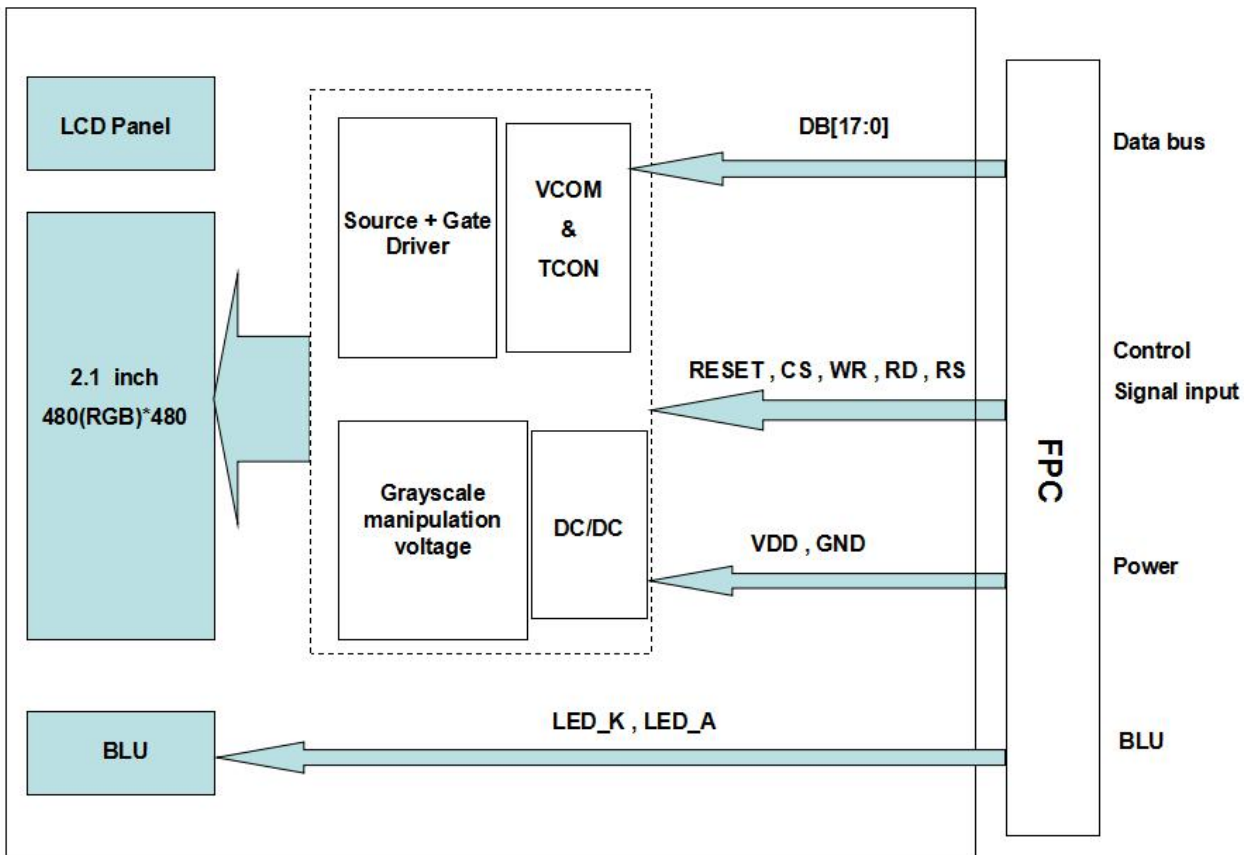 LCD Panel
2.1 inch
480(RGB)*480
BLU
Source + Gate
Driver
VCOM
&
TCON
Grayscale
manipulation
voltage
DC/DC
DB[17:0]
RESET , CS , WR , RD , RS
VDD , GND
LED_K , LED_A
FPC
Data bus
Control
Signal input
Power
BLU